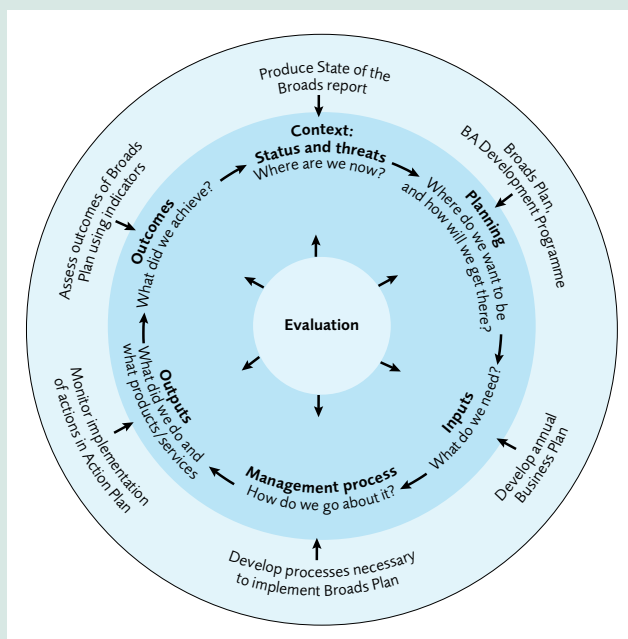 Produce State of the
Broads report
Context:
Status and threats
Where are we now?
Broads Plan,
BA Development Programme
Planning
Where do we want to be
and how will we get there?
Develop annual
Business Plan
Inputs
What do we need?
Develop processes necessary
to implement Broads Plan
Management process
How do we go about it?
Monitor implementation
of actions in Action Plan
Outputs
What did we do and
what products/services
Assess outcomes of Broads
Plan using indicators
Outcomes
What did we achieve?
Evaluation